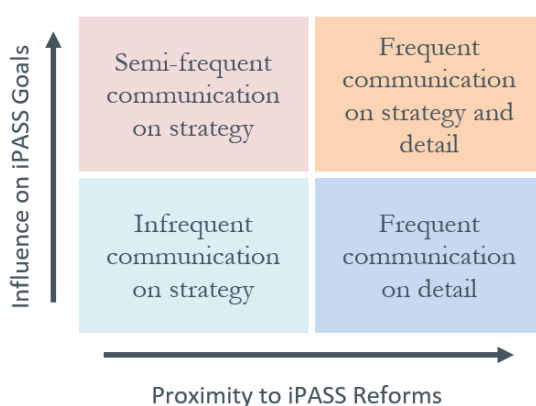 Influence on iPASS Goals
Semi-frequent
communication
on strategy
Frequent
communication
on strategy and
detail
Infrequent
communication
on strategy
Frequent
communication
on detail
Proximity to iPASS Reforms